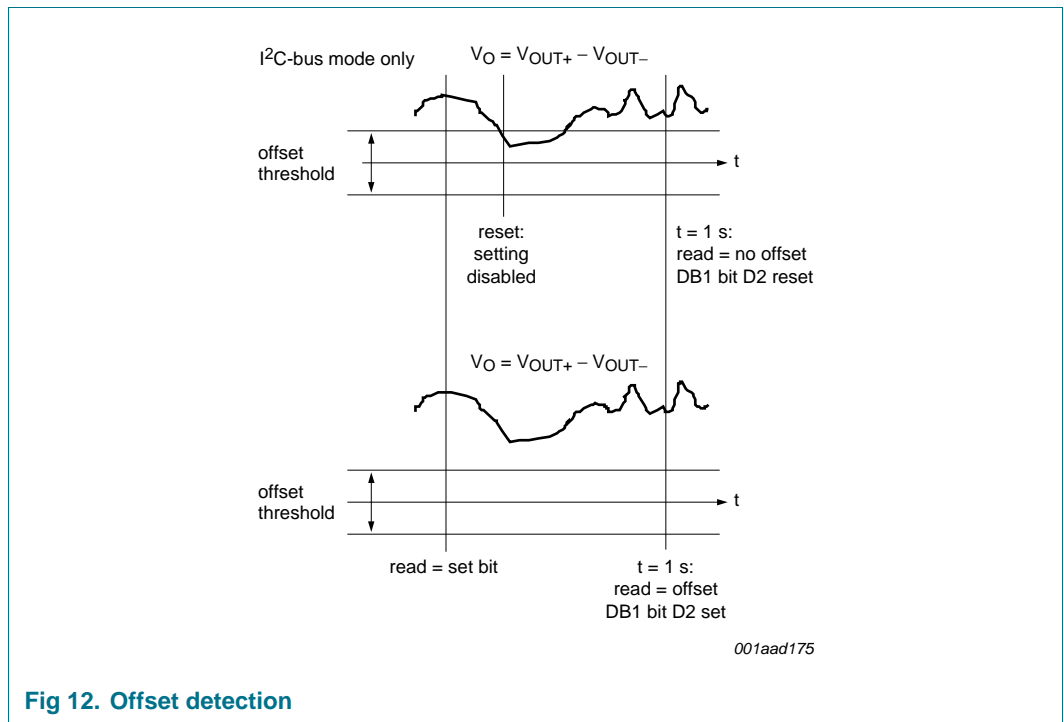 I²C-bus mode only
V_O = V_OUT+ − V_OUT−
offset
threshold
t
reset:
setting
disabled
t = 1 s:
read = no offset
DB1 bit D2 reset
V_O = V_OUT+ − V_OUT−
offset
threshold
t
read = set bit
t = 1 s:
read = offset
DB1 bit D2 set
001aad175
Fig 12. Offset detection